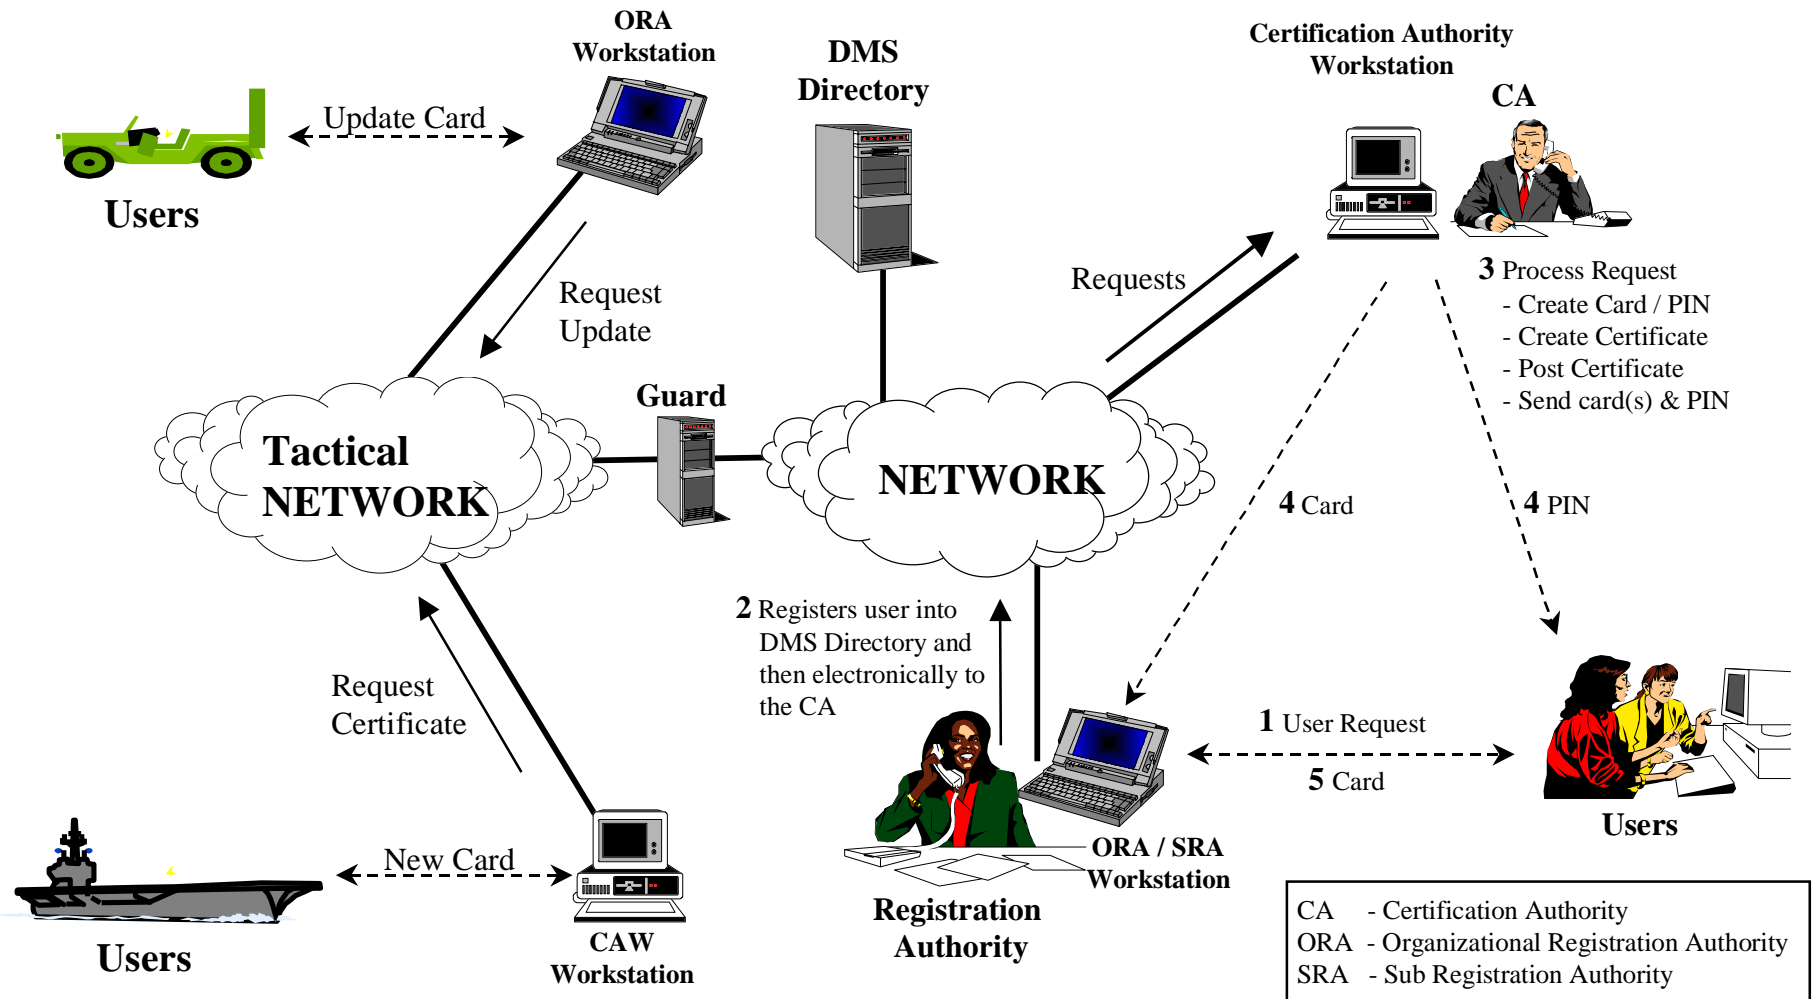 ORA
Workstation
DMS
Directory
Certification Authority
Workstation
CA
Update Card
Users
Request
Update
Requests
3 Process Request
- Create Card / PIN
- Create Certificate
- Post Certificate
- Send card(s) & PIN
Guard
Tactical
NETWORK
NETWORK
4 Card
4 PIN
2 Registers user into
DMS Directory and
then electronically to
the CA
Request
Certificate
1 User Request
5 Card
Users
New Card
ORA / SRA
Workstation
Registration
Authority
CAW
Workstation
Users
CA - Certification Authority
ORA - Organizational Registration Authority
SRA - Sub Registration Authority